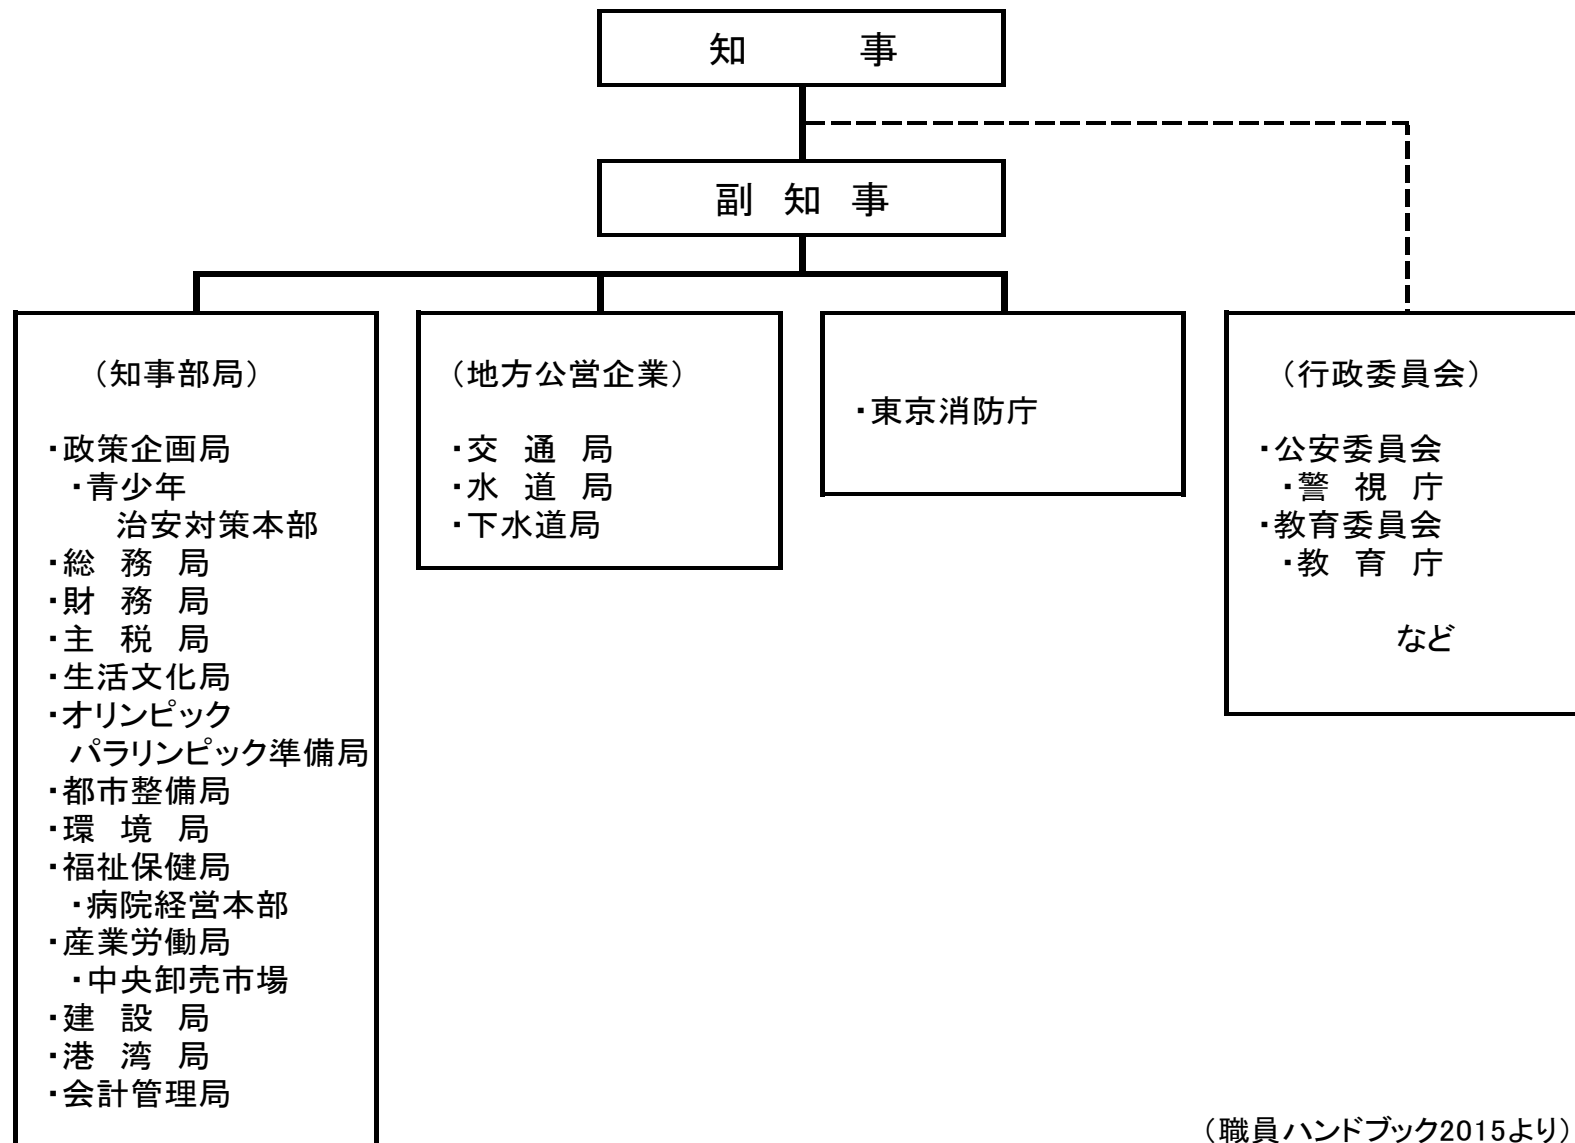 知　　　事
副　知　事
（知事部局）
・政策企画局
・青少年
治安対策本部
・総　務　局
・財　務　局
・主　税　局
・生活文化局
・オリンピック
パラリンピック準備局
・都市整備局
・環　境　局
・福祉保健局
・病院経営本部
・産業労働局
・中央卸売市場
・建　設　局
・港　湾　局
・会計管理局
（地方公営企業）
・交　通　局
・水　道　局
・下水道局
・東京消防庁
（行政委員会）
・公安委員会
・警　視　庁
・教育委員会
・教　育　庁
など
（職員ハンドブック2015より）